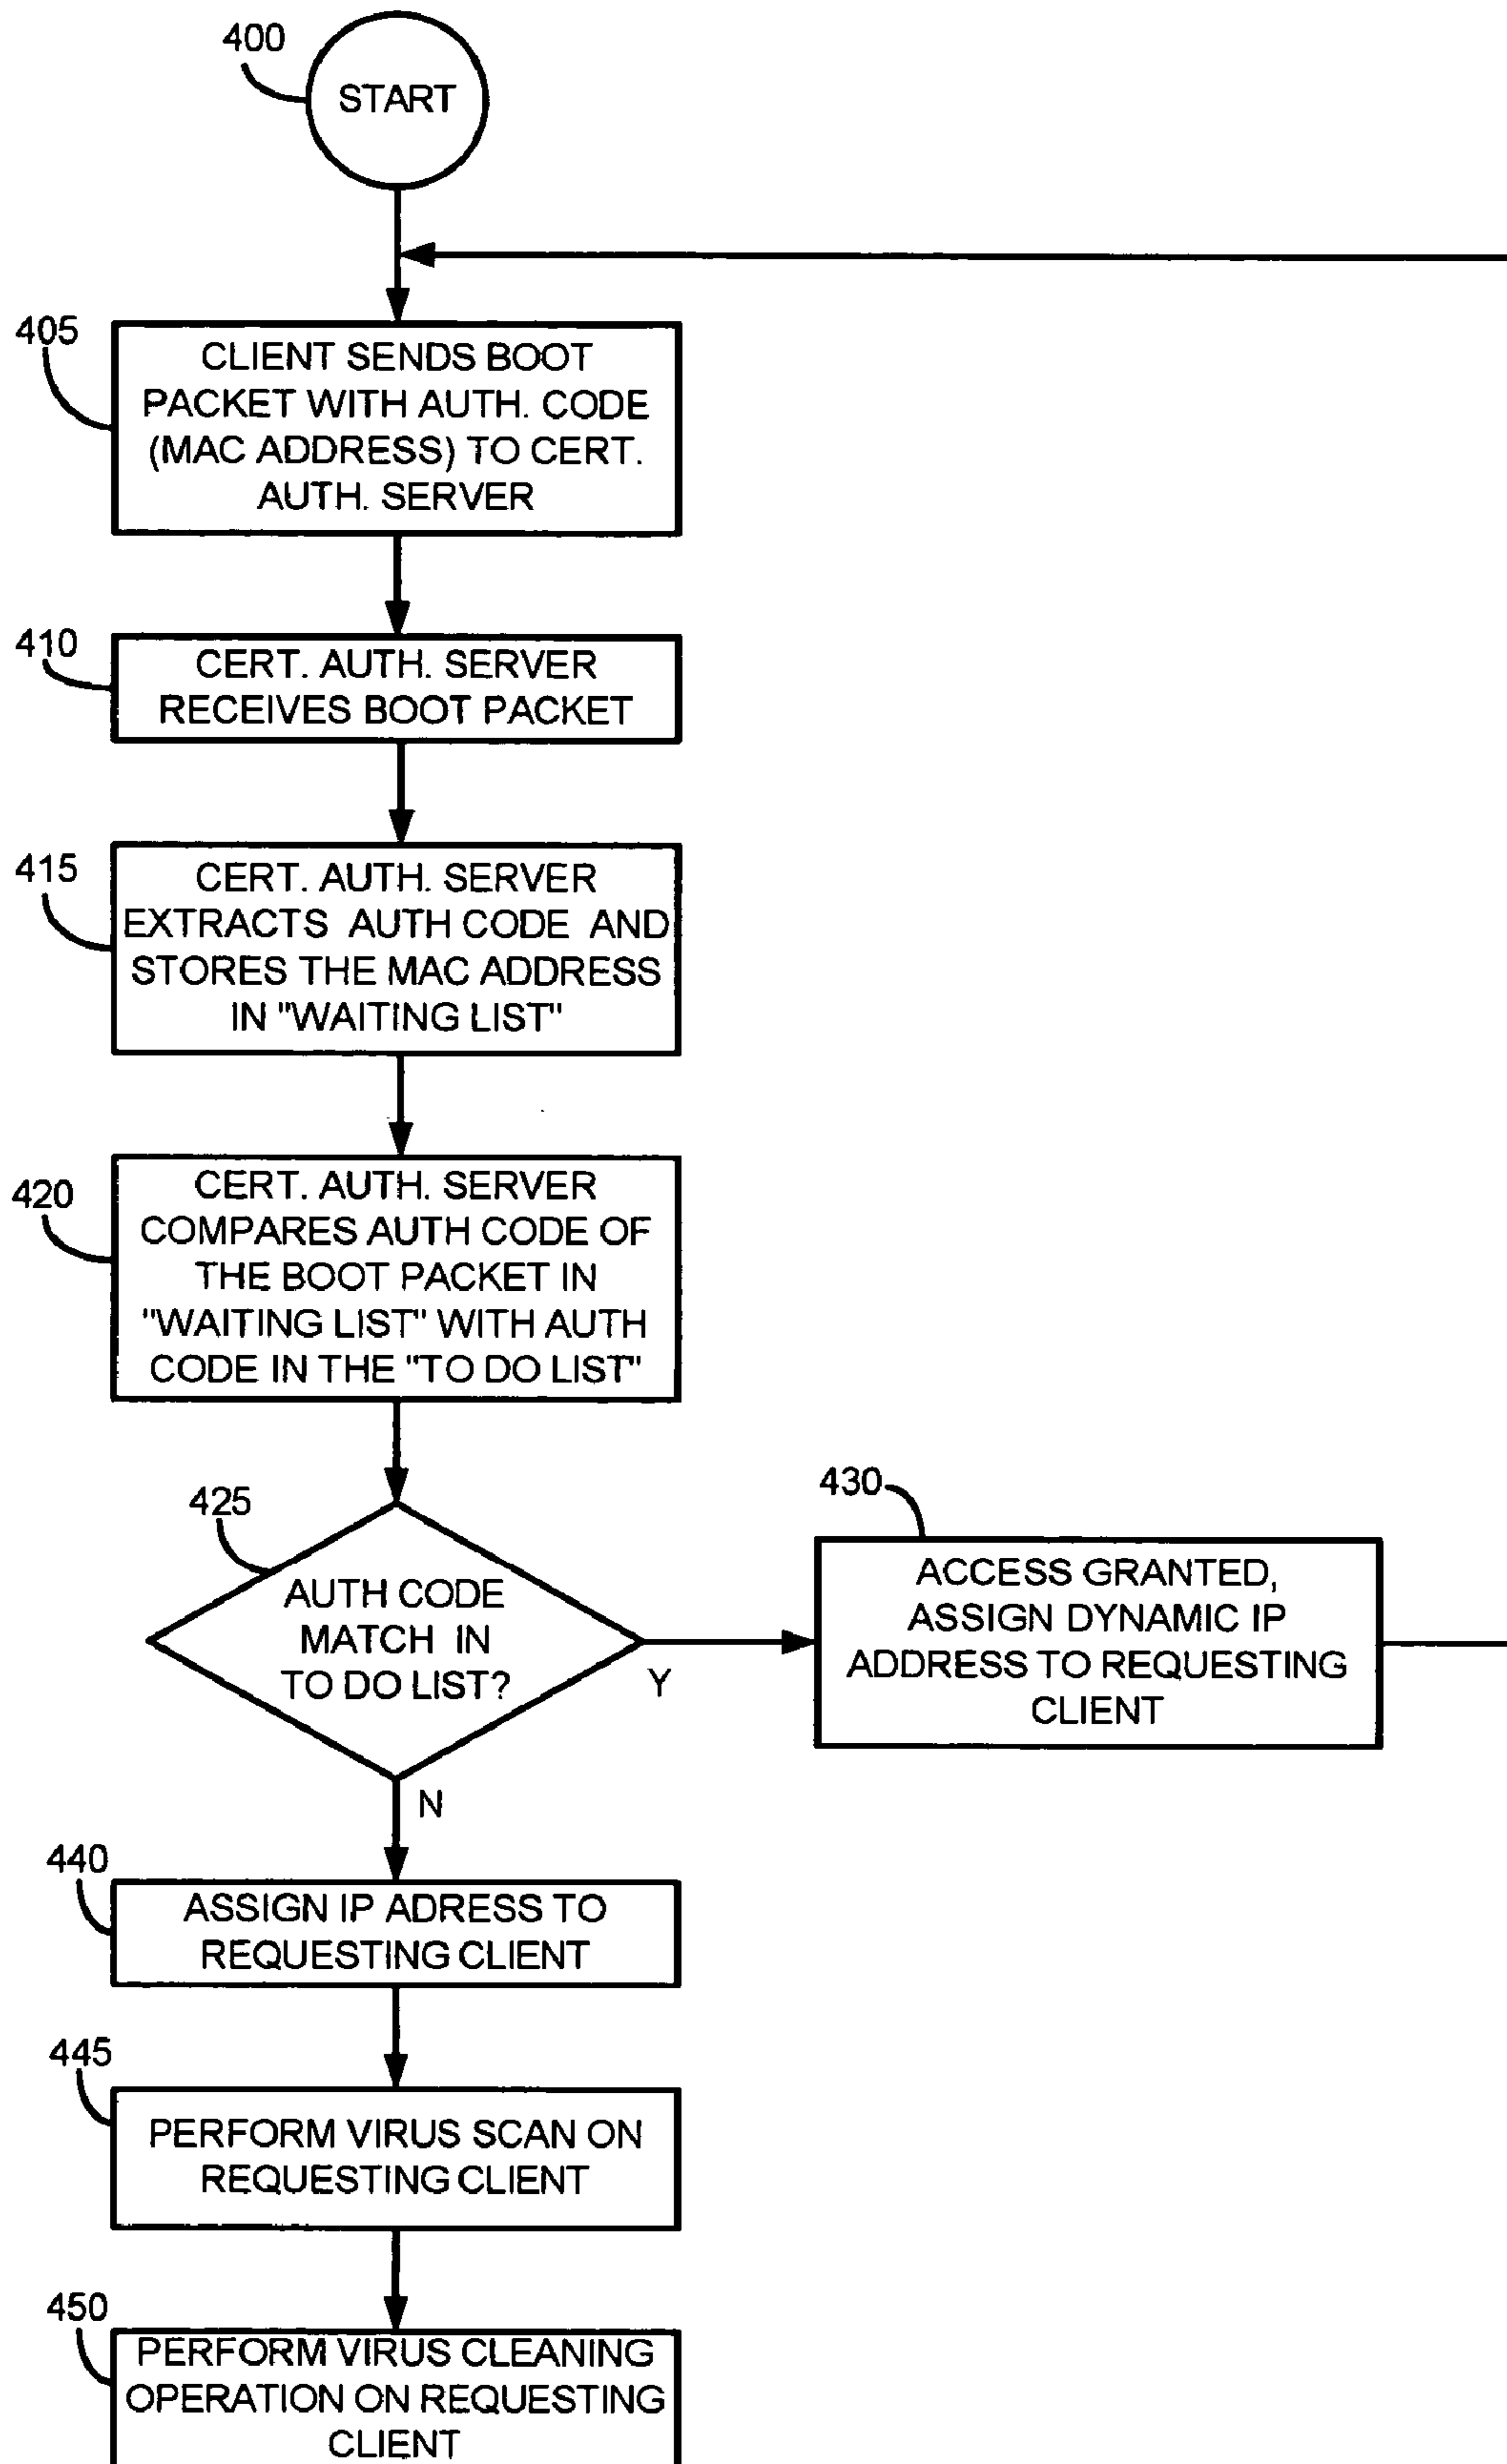 400
START
405
CLIENT SENDS BOOT
PACKET WITH AUTH. CODE
(MAC ADDRESS) TO CERT.
AUTH. SERVER
410
CERT. AUTH. SERVER
RECEIVES BOOT PACKET
415
CERT. AUTH. SERVER
EXTRACTS AUTH CODE AND
STORES THE MAC ADDRESS
IN "WAITING LIST"
420
CERT. AUTH. SERVER
COMPARES AUTH CODE OF
THE BOOT PACKET IN
"WAITING LIST" WITH AUTH
CODE IN THE "TO DO LIST"
425
AUTH CODE
MATCH IN
TO DO LIST?
Y
430
ACCESS GRANTED,
ASSIGN DYNAMIC IP
ADDRESS TO REQUESTING
CLIENT
N
440
ASSIGN IP ADRESS TO
REQUESTING CLIENT
445
PERFORM VIRUS SCAN ON
REQUESTING CLIENT
450
PERFORM VIRUS CLEANING
OPERATION ON REQUESTING
CLIENT